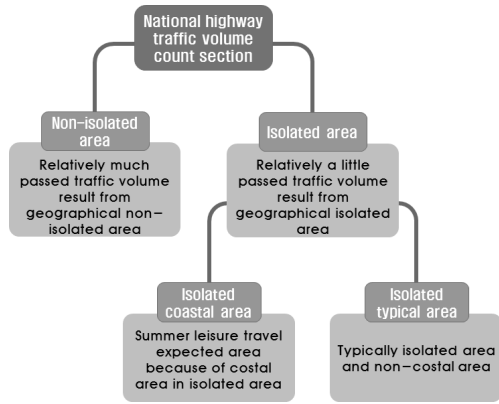 National highway
traffic volume
count section
Non-isolated
area
Relatively much
passed traffic volume
result from
geographical non-
isolated area
Isolated area
Relatively a little
passed traffic volume
result from
geographical isolated
area
Isolated
coastal area
Summer leisure travel
expected area
because of costal
area in isolated area
Isolated
typical area
Typically isolated area
and non-costal area